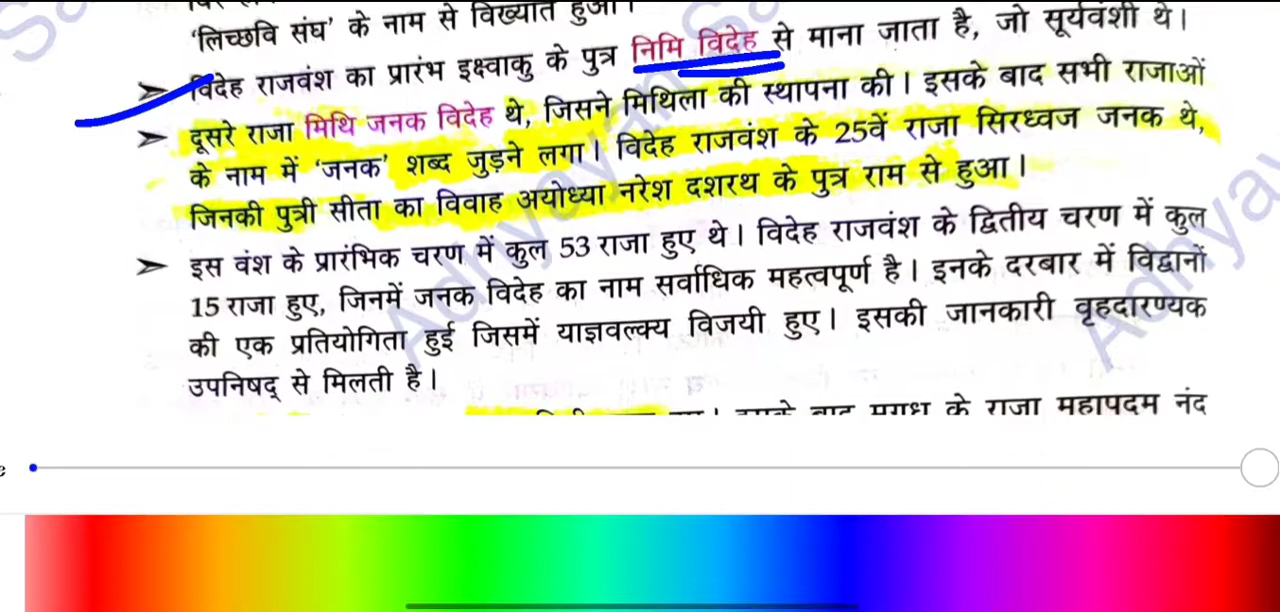 ‘लिच्छवि संघ’ के नाम से विख्यात हुआ।
➢ विदेह राजवंश का प्रारंभ इक्ष्वाकु के पुत्र निमि विदेह से माना जाता है, जो सूर्यवंशी थे।
➢ दूसरे राजा मिथि जनक विदेह थे, जिसने मिथिला की स्थापना की। इसके बाद सभी राजाओं
के नाम में ‘जनक’ शब्द जुड़ने लगा। विदेह राजवंश के 25वें राजा सिरध्वज जनक थे,
जिनकी पुत्री सीता का विवाह अयोध्या नरेश दशरथ के पुत्र राम से हुआ।
➢ इस वंश के प्रारंभिक चरण में कुल 53 राजा हुए थे। विदेह राजवंश के द्वितीय चरण में कुल
15 राजा हुए, जिनमें जनक विदेह का नाम सर्वाधिक महत्वपूर्ण है। इनके दरबार में विद्वानों
की एक प्रतियोगिता हुई जिसमें याज्ञवल्क्य विजयी हुए। इसकी जानकारी वृहदारण्यक
उपनिषद् से मिलती है।
इसके बाद मगध के राजा महापदम नंद